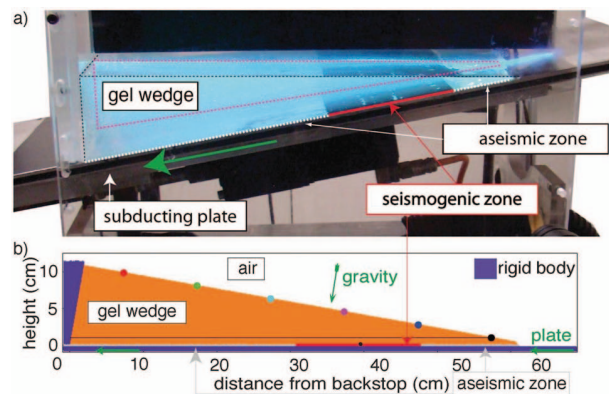 a)
gel wedge
aseismic zone
seismogenic zone
subducting plate
b)
10
5
0
height (cm)
air
gravity
rigid body
gel wedge
plate
0 10 20 30 40 50 60
distance from backstop (cm)
aseismic zone